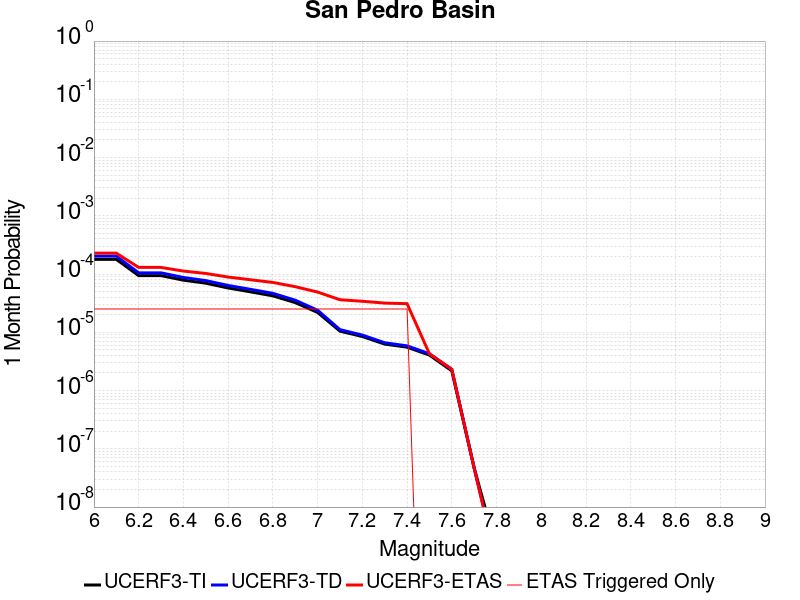 San Pedro Basin
10^0
10^-1
10^-2
10^-3
10^-4
10^-5
10^-6
10^-7
10^-8
1 Month Probability
6 6.2 6.4 6.6 6.8 7 7.2 7.4 7.6 7.8 8 8.2 8.4 8.6 8.8 9
Magnitude
UCERF3-TI UCERF3-TD UCERF3-ETAS ETAS Triggered Only